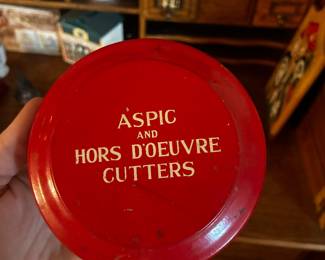 ASPIC
AND
HORS D'OEUVRE
CUTTERS